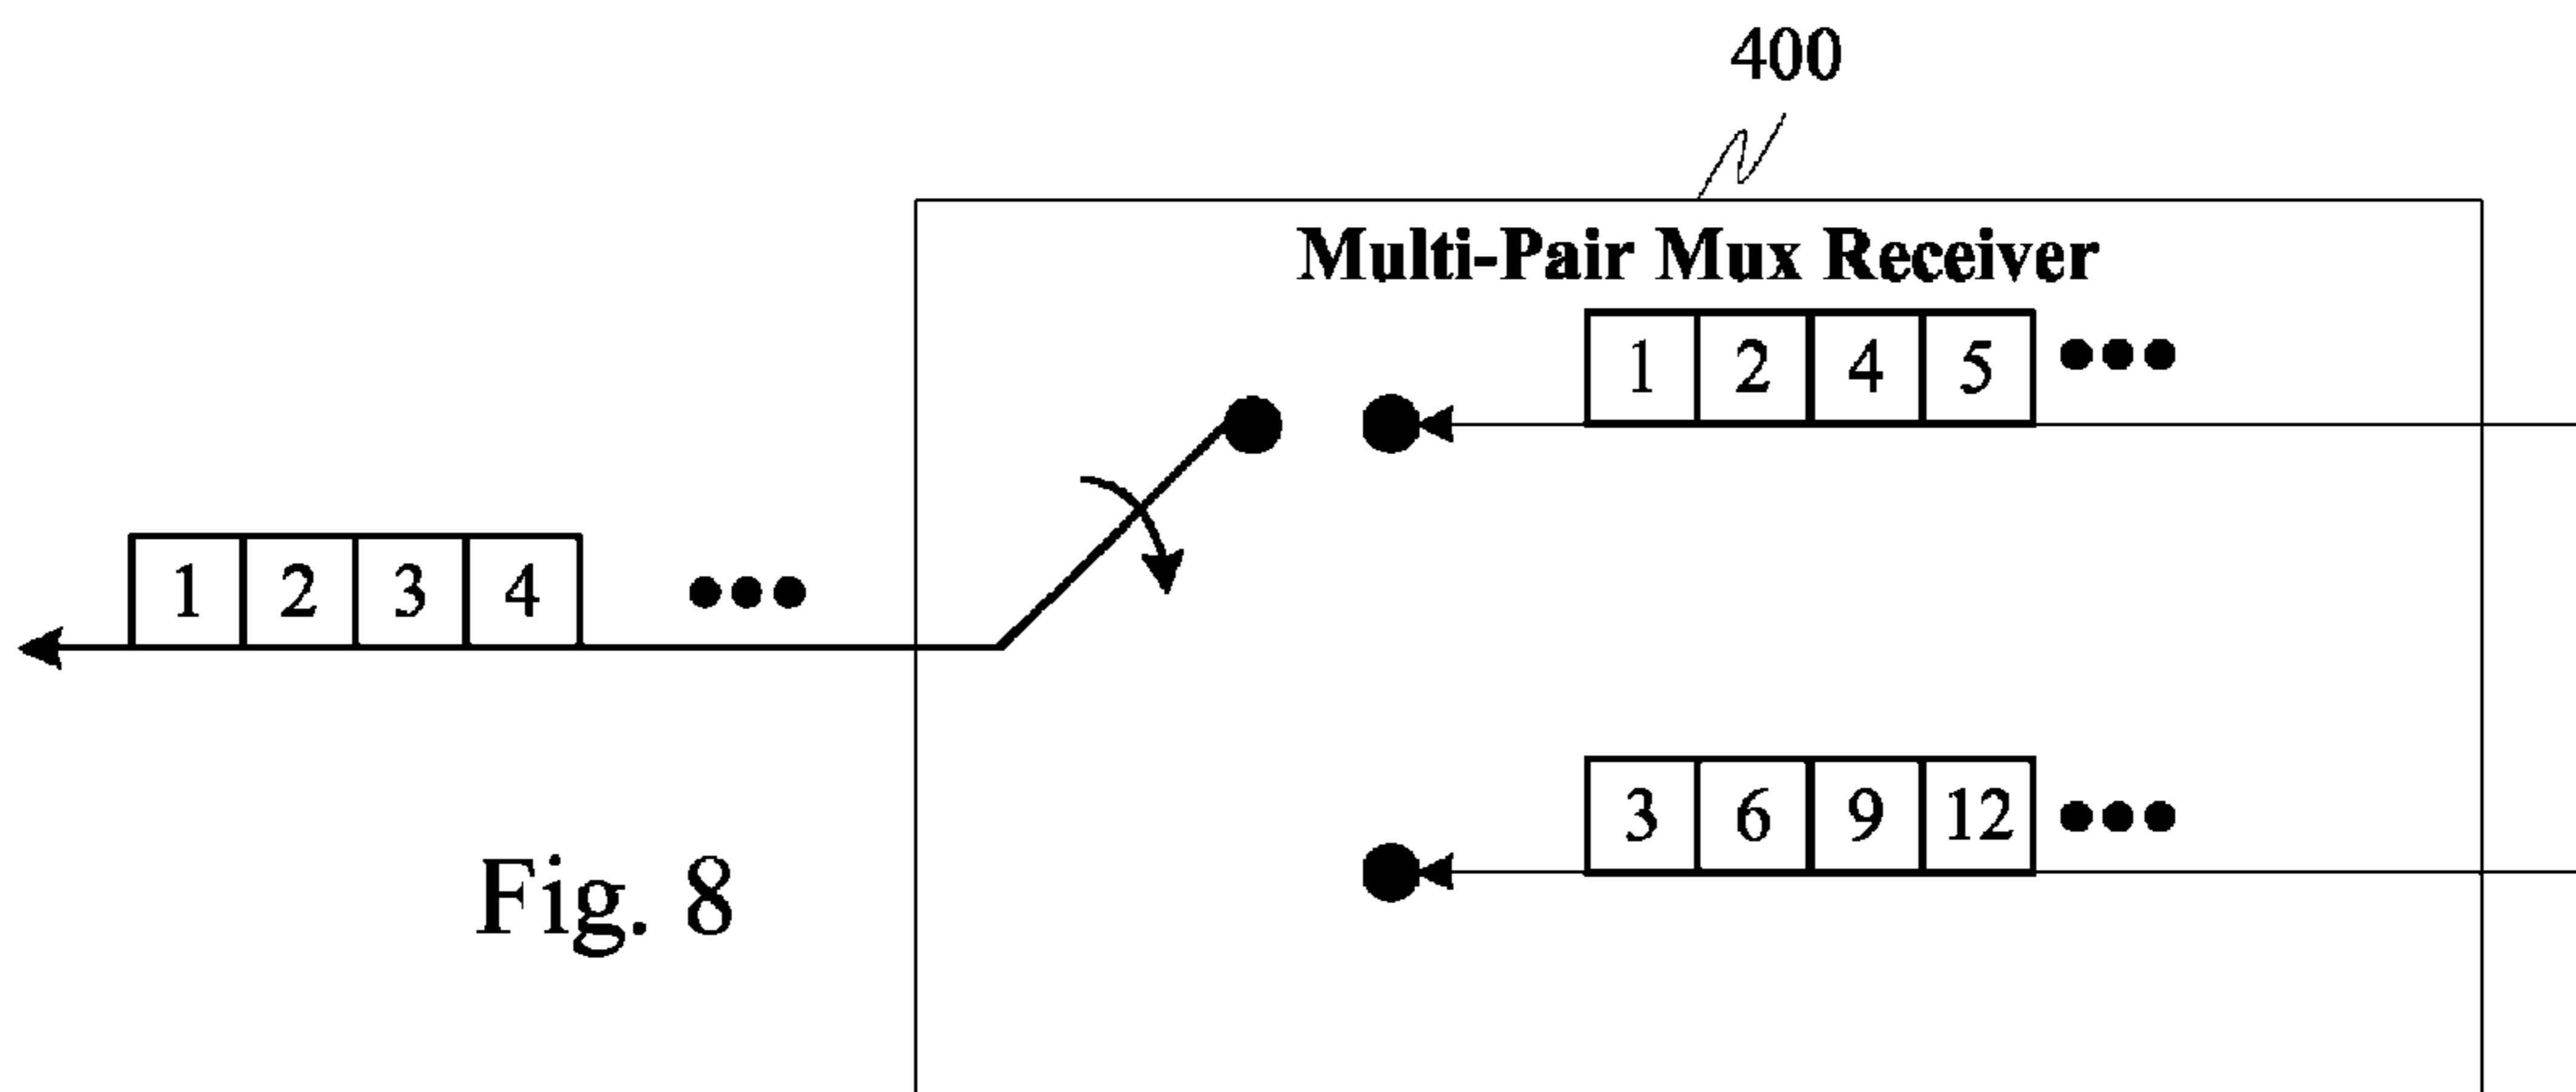 400
Multi-Pair Mux Receiver
1 2 4 5 •••
1 2 3 4 •••
3 6 9 12 •••
Fig. 8